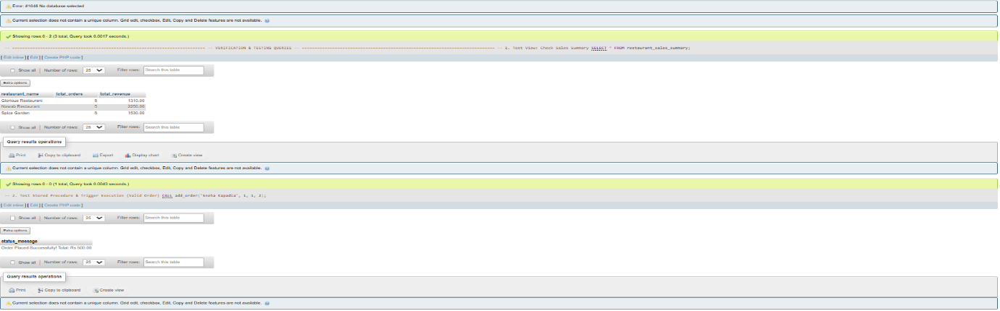 Error: #1046 No database selected
Current selection does not contain a unique column. Grid edit, checkbox, Edit, Copy and Delete features are not available.
Showing rows 0 - 2 (3 total, Query took 0.0017 seconds.)
-- -------------------------------------------------------------------------- -- VERIFICATION & TESTING QUERIES -- -------------------------------------------------------------------------- -- 1. Test View: Check Sales Summary SELECT * FROM restaurant_sales_summary;
[ Edit inline ] [ Edit ] [ Create PHP code ]
Show all | Number of rows: 25 Filter rows: Search this table
Extra options
restaurant_name total_orders total_revenue
Glorious Restaurant 5 1310.00
Nawab Restaurant 5 2250.00
Spice Garden 5 1530.00
Show all | Number of rows: 25 Filter rows: Search this table
Query results operations
Print Copy to clipboard Export Display chart Create view
Current selection does not contain a unique column. Grid edit, checkbox, Edit, Copy and Delete features are not available.
Showing rows 0 - 0 (1 total, Query took 0.0043 seconds.)
-- 2. Test Stored Procedure & Trigger Execution (Valid Order) CALL add_order('Sneha Kapadia', 1, 1, 2);
[ Edit inline ] [ Edit ] [ Create PHP code ]
Show all | Number of rows: 25 Filter rows: Search this table
Extra options
status_message
Order Placed Successfully! Total: Rs 500.00
Show all | Number of rows: 25 Filter rows: Search this table
Query results operations
Print Copy to clipboard Create view
Current selection does not contain a unique column. Grid edit, checkbox, Edit, Copy and Delete features are not available.